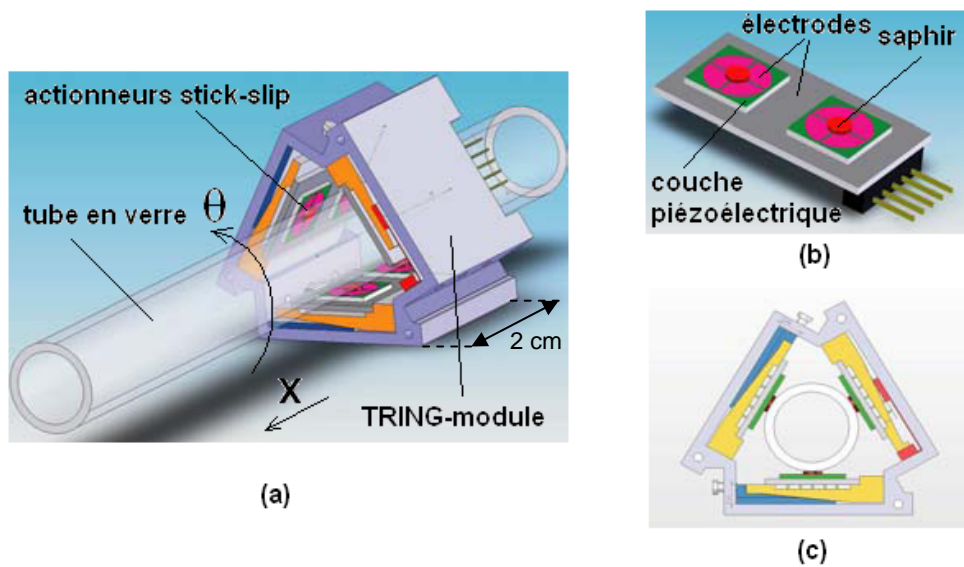 actionneurs stick-slip
tube en verre
θ
X
2 cm
TRING-module
(a)
électrodes
saphir
couche
piézoélectrique
(b)
(c)